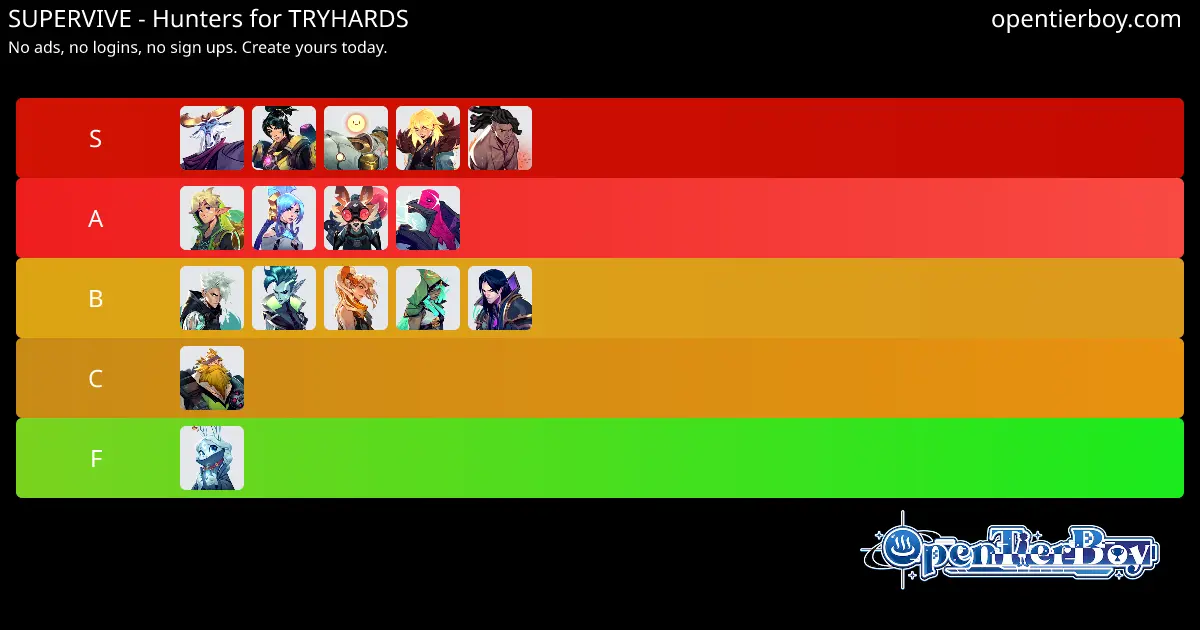 SUPERVIVE - Hunters for TRYHARDS
opentierboy.com
No ads, no logins, no sign ups. Create yours today.
S
A
B
C
F
OpenTierBoy